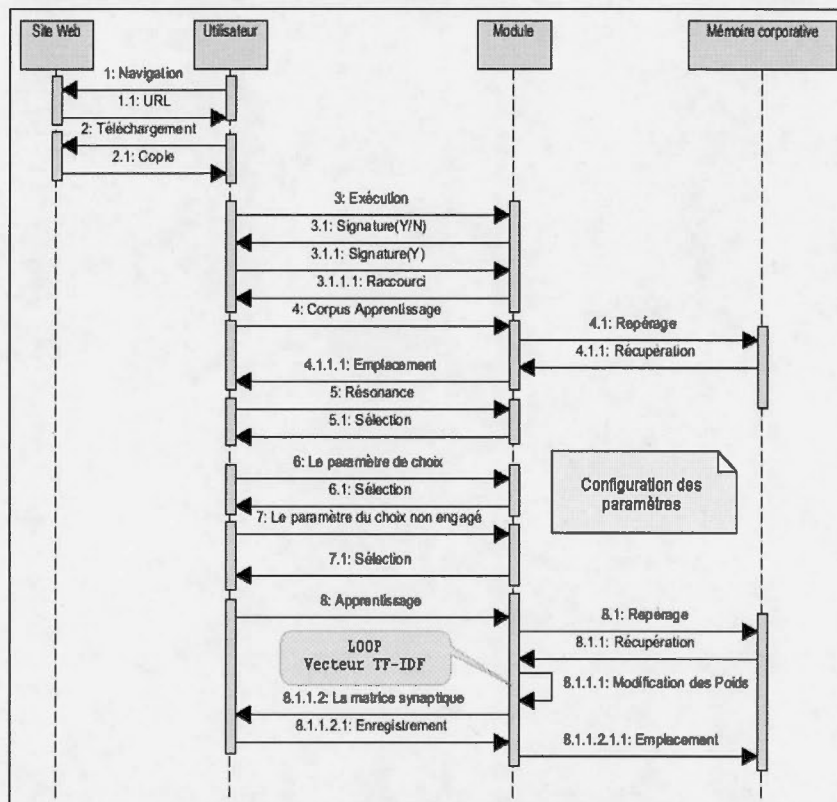 Site Web
Utilisateur
Module
Mémoire corporative
1: Navigation
1.1: URL
2: Téléchargement
2.1: Copie
3: Exécution
3.1: Signature(Y/N)
3.1.1: Signature(Y)
3.1.1.1: Raccourci
4: Corpus Apprentissage
4.1: Repérage
4.1.1: Récupération
4.1.1.1: Emplacement
5: Résonance
5.1: Sélection
6: Le paramètre de choix
6.1: Sélection
Configuration des
paramètres
7: Le paramètre du choix non engagé
7.1: Sélection
8: Apprentissage
8.1: Repérage
8.1.1: Récupération
LOOP
Vecteur TF-IDF
8.1.1.1: Modification des Poids
8.1.1.2: La matrice synaptique
8.1.1.2.1: Enregistrement
8.1.1.2.1.1: Emplacement